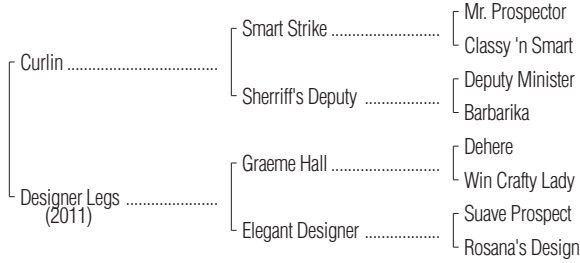 Mr. Prospector
Smart Strike ........................
Classy 'n Smart
Curlin .................................
Deputy Minister
Sherriff's Deputy ................
Barbarika
Dehere
Graeme Hall .......................
Win Crafty Lady
Designer Legs ....................
(2011)
Suave Prospect
Elegant Designer ................
Rosana's Design